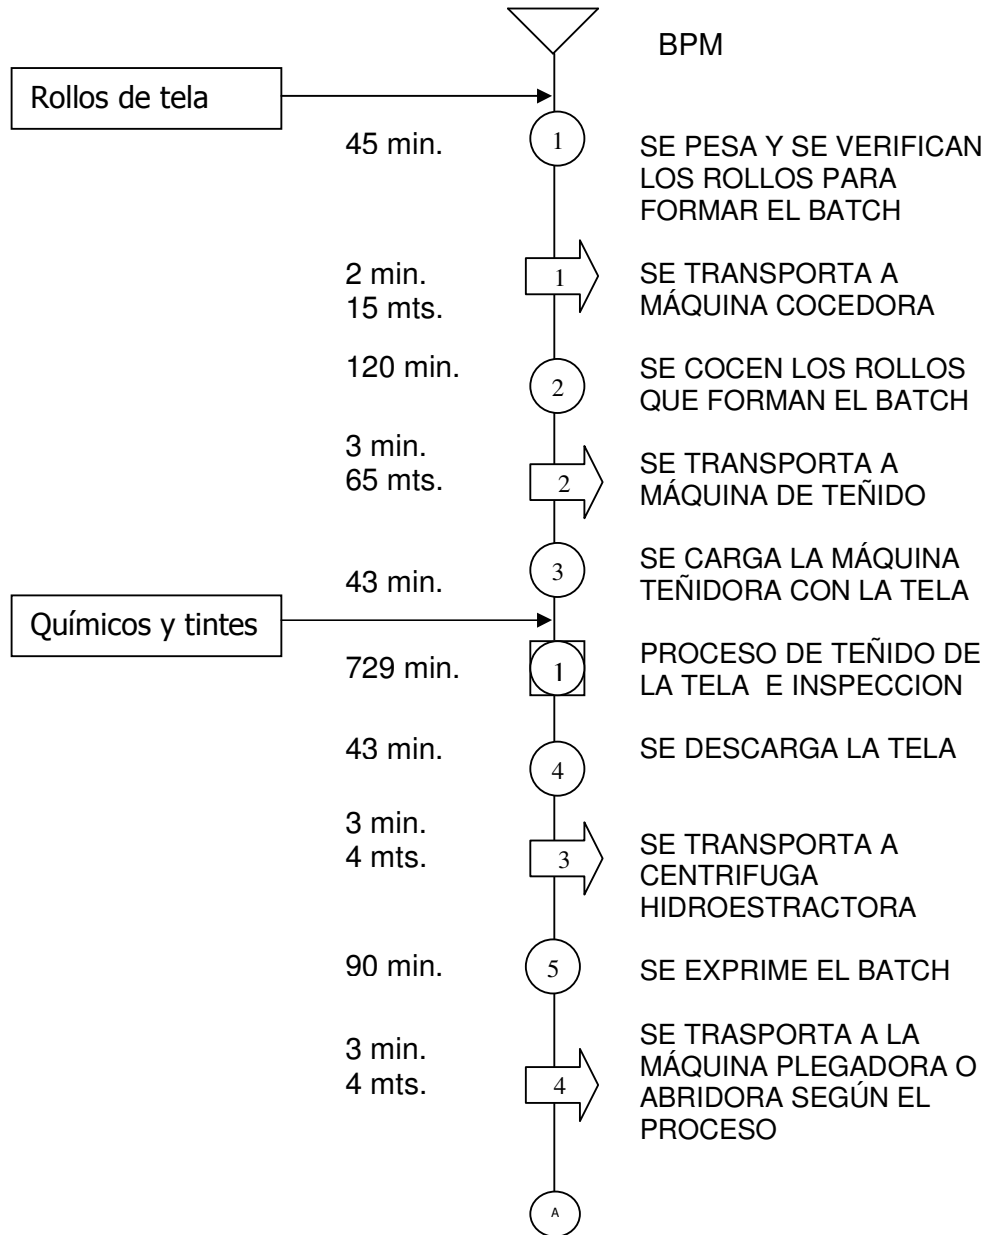 BPM
Rollos de tela
45 min.
1
SE PESA Y SE VERIFICAN
LOS ROLLOS PARA
FORMAR EL BATCH
2 min.
15 mts.
1
SE TRANSPORTA A
MÁQUINA COCEDORA
120 min.
2
SE COCEN LOS ROLLOS
QUE FORMAN EL BATCH
3 min.
65 mts.
2
SE TRANSPORTA A
MÁQUINA DE TEÑIDO
43 min.
3
SE CARGA LA MÁQUINA
TEÑIDORA CON LA TELA
Químicos y tintes
729 min.
1
PROCESO DE TEÑIDO DE
LA TELA E INSPECCION
43 min.
4
SE DESCARGA LA TELA
3 min.
4 mts.
3
SE TRANSPORTA A
CENTRIFUGA
HIDROESTRACTORA
90 min.
5
SE EXPRIME EL BATCH
3 min.
4 mts.
4
SE TRASPORTA A LA
MÁQUINA PLEGADORA O
ABRIDORA SEGÚN EL
PROCESO
A